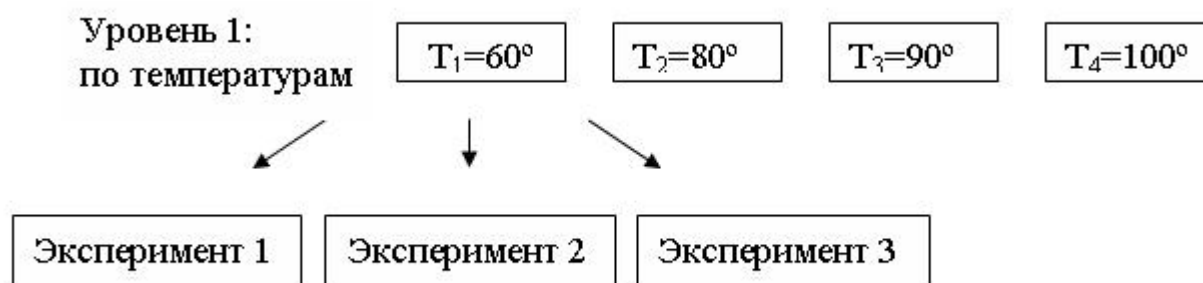 Уровень 1:
по температурам
T₁=60º
T₂=80º
T₃=90º
T₄=100º
Эксперимент 1
Эксперимент 2
Эксперимент 3